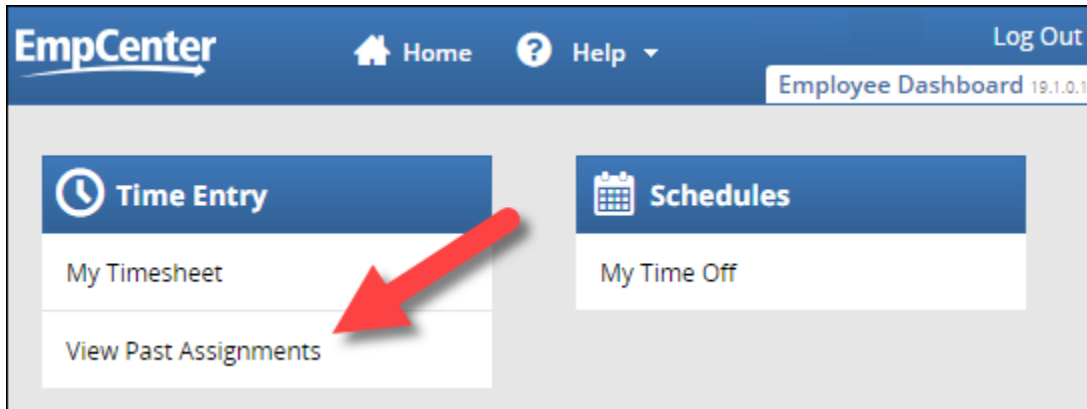 EmpCenter
Home
? Help
Log Out
Employee Dashboard 19.1.0.1
Time Entry
Schedules
My Timesheet
My Time Off
View Past Assignments